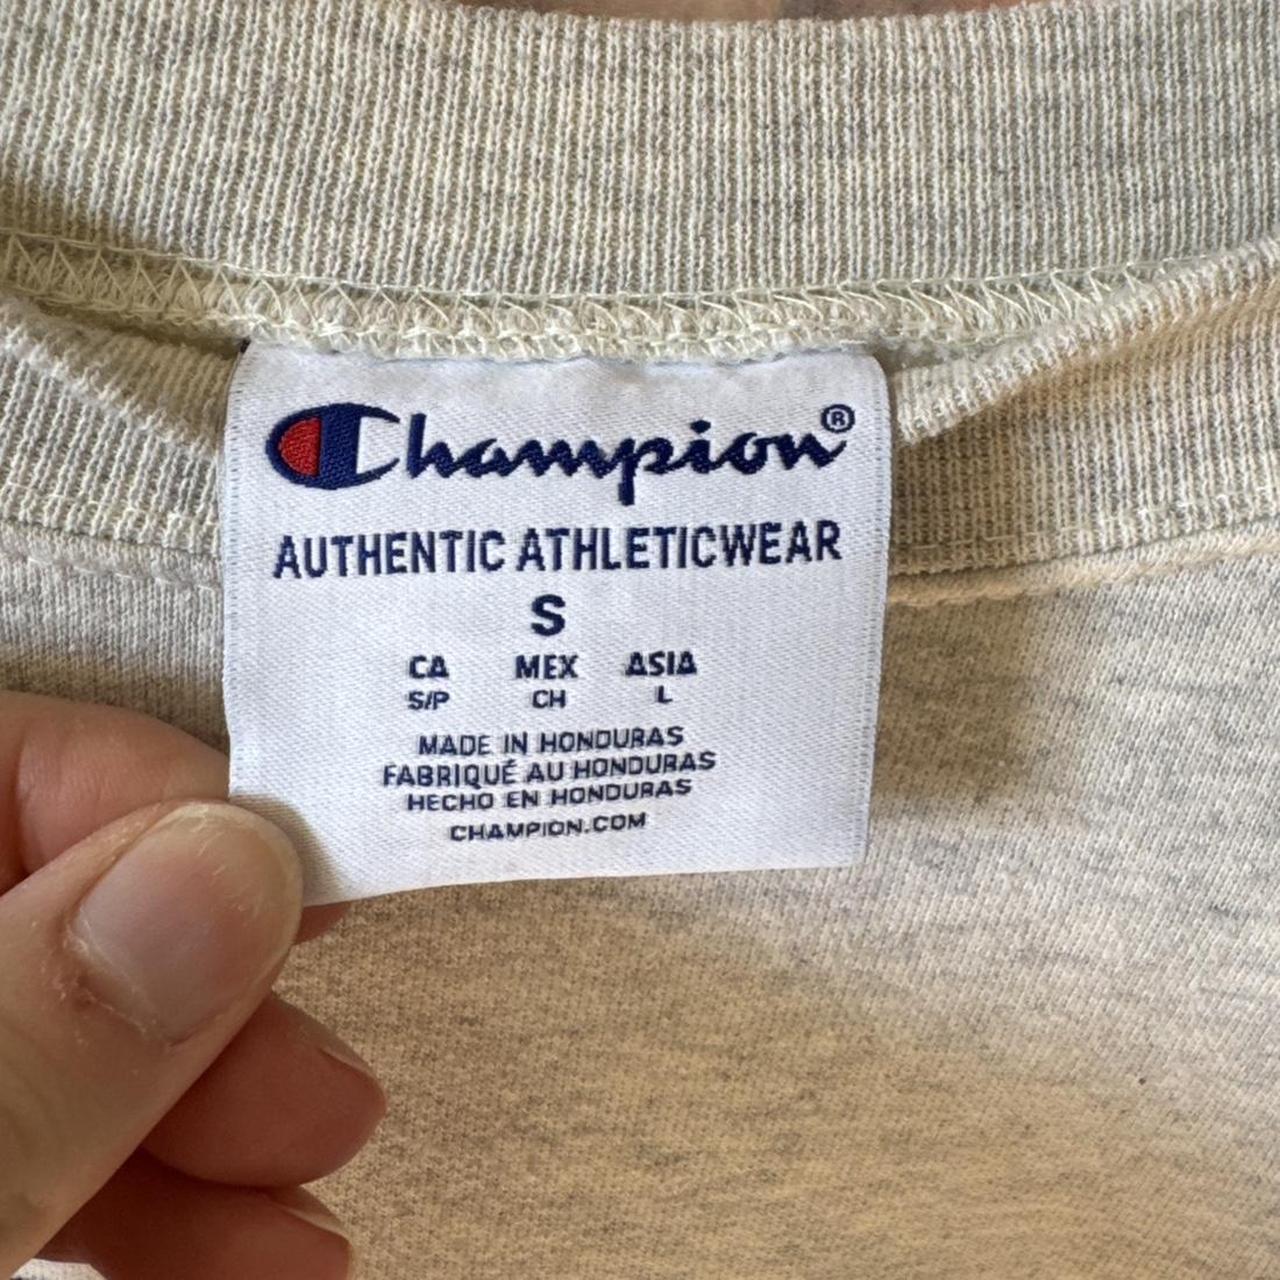 Champion®
AUTHENTIC ATHLETICWEAR
S
CA MEX ASIA
S/P CH L
MADE IN HONDURAS
FABRIQUÉ AU HONDURAS
HECHO EN HONDURAS
CHAMPION.COM